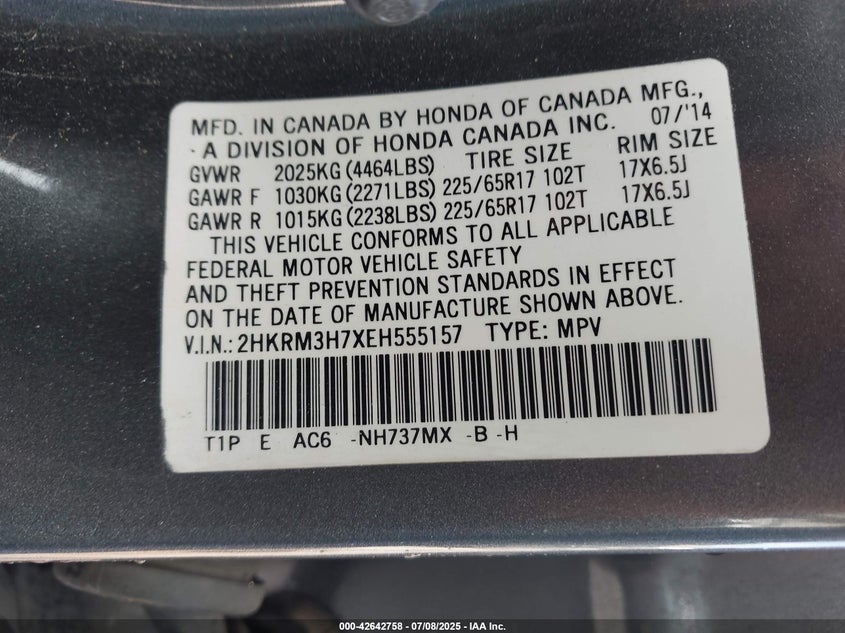 MFD. IN CANADA BY HONDA OF CANADA MFG.,
· A DIVISION OF HONDA CANADA INC. 07/'14
GVWR 2025KG (4464LBS) TIRE SIZE RIM SIZE
GAWR F 1030KG (2271LBS) 225/65R17 102T 17X6.5J
GAWR R 1015KG (2238LBS) 225/65R17 102T 17X6.5J
THIS VEHICLE CONFORMS TO ALL APPLICABLE
FEDERAL MOTOR VEHICLE SAFETY
AND THEFT PREVENTION STANDARDS IN EFFECT
ON THE DATE OF MANUFACTURE SHOWN ABOVE.
V.I.N.: 2HKRM3H7XEH555157 TYPE: MPV
T1P E AC6 -NH737MX -B -H
000-42642758 - 07/08/2025 - IAA Inc.